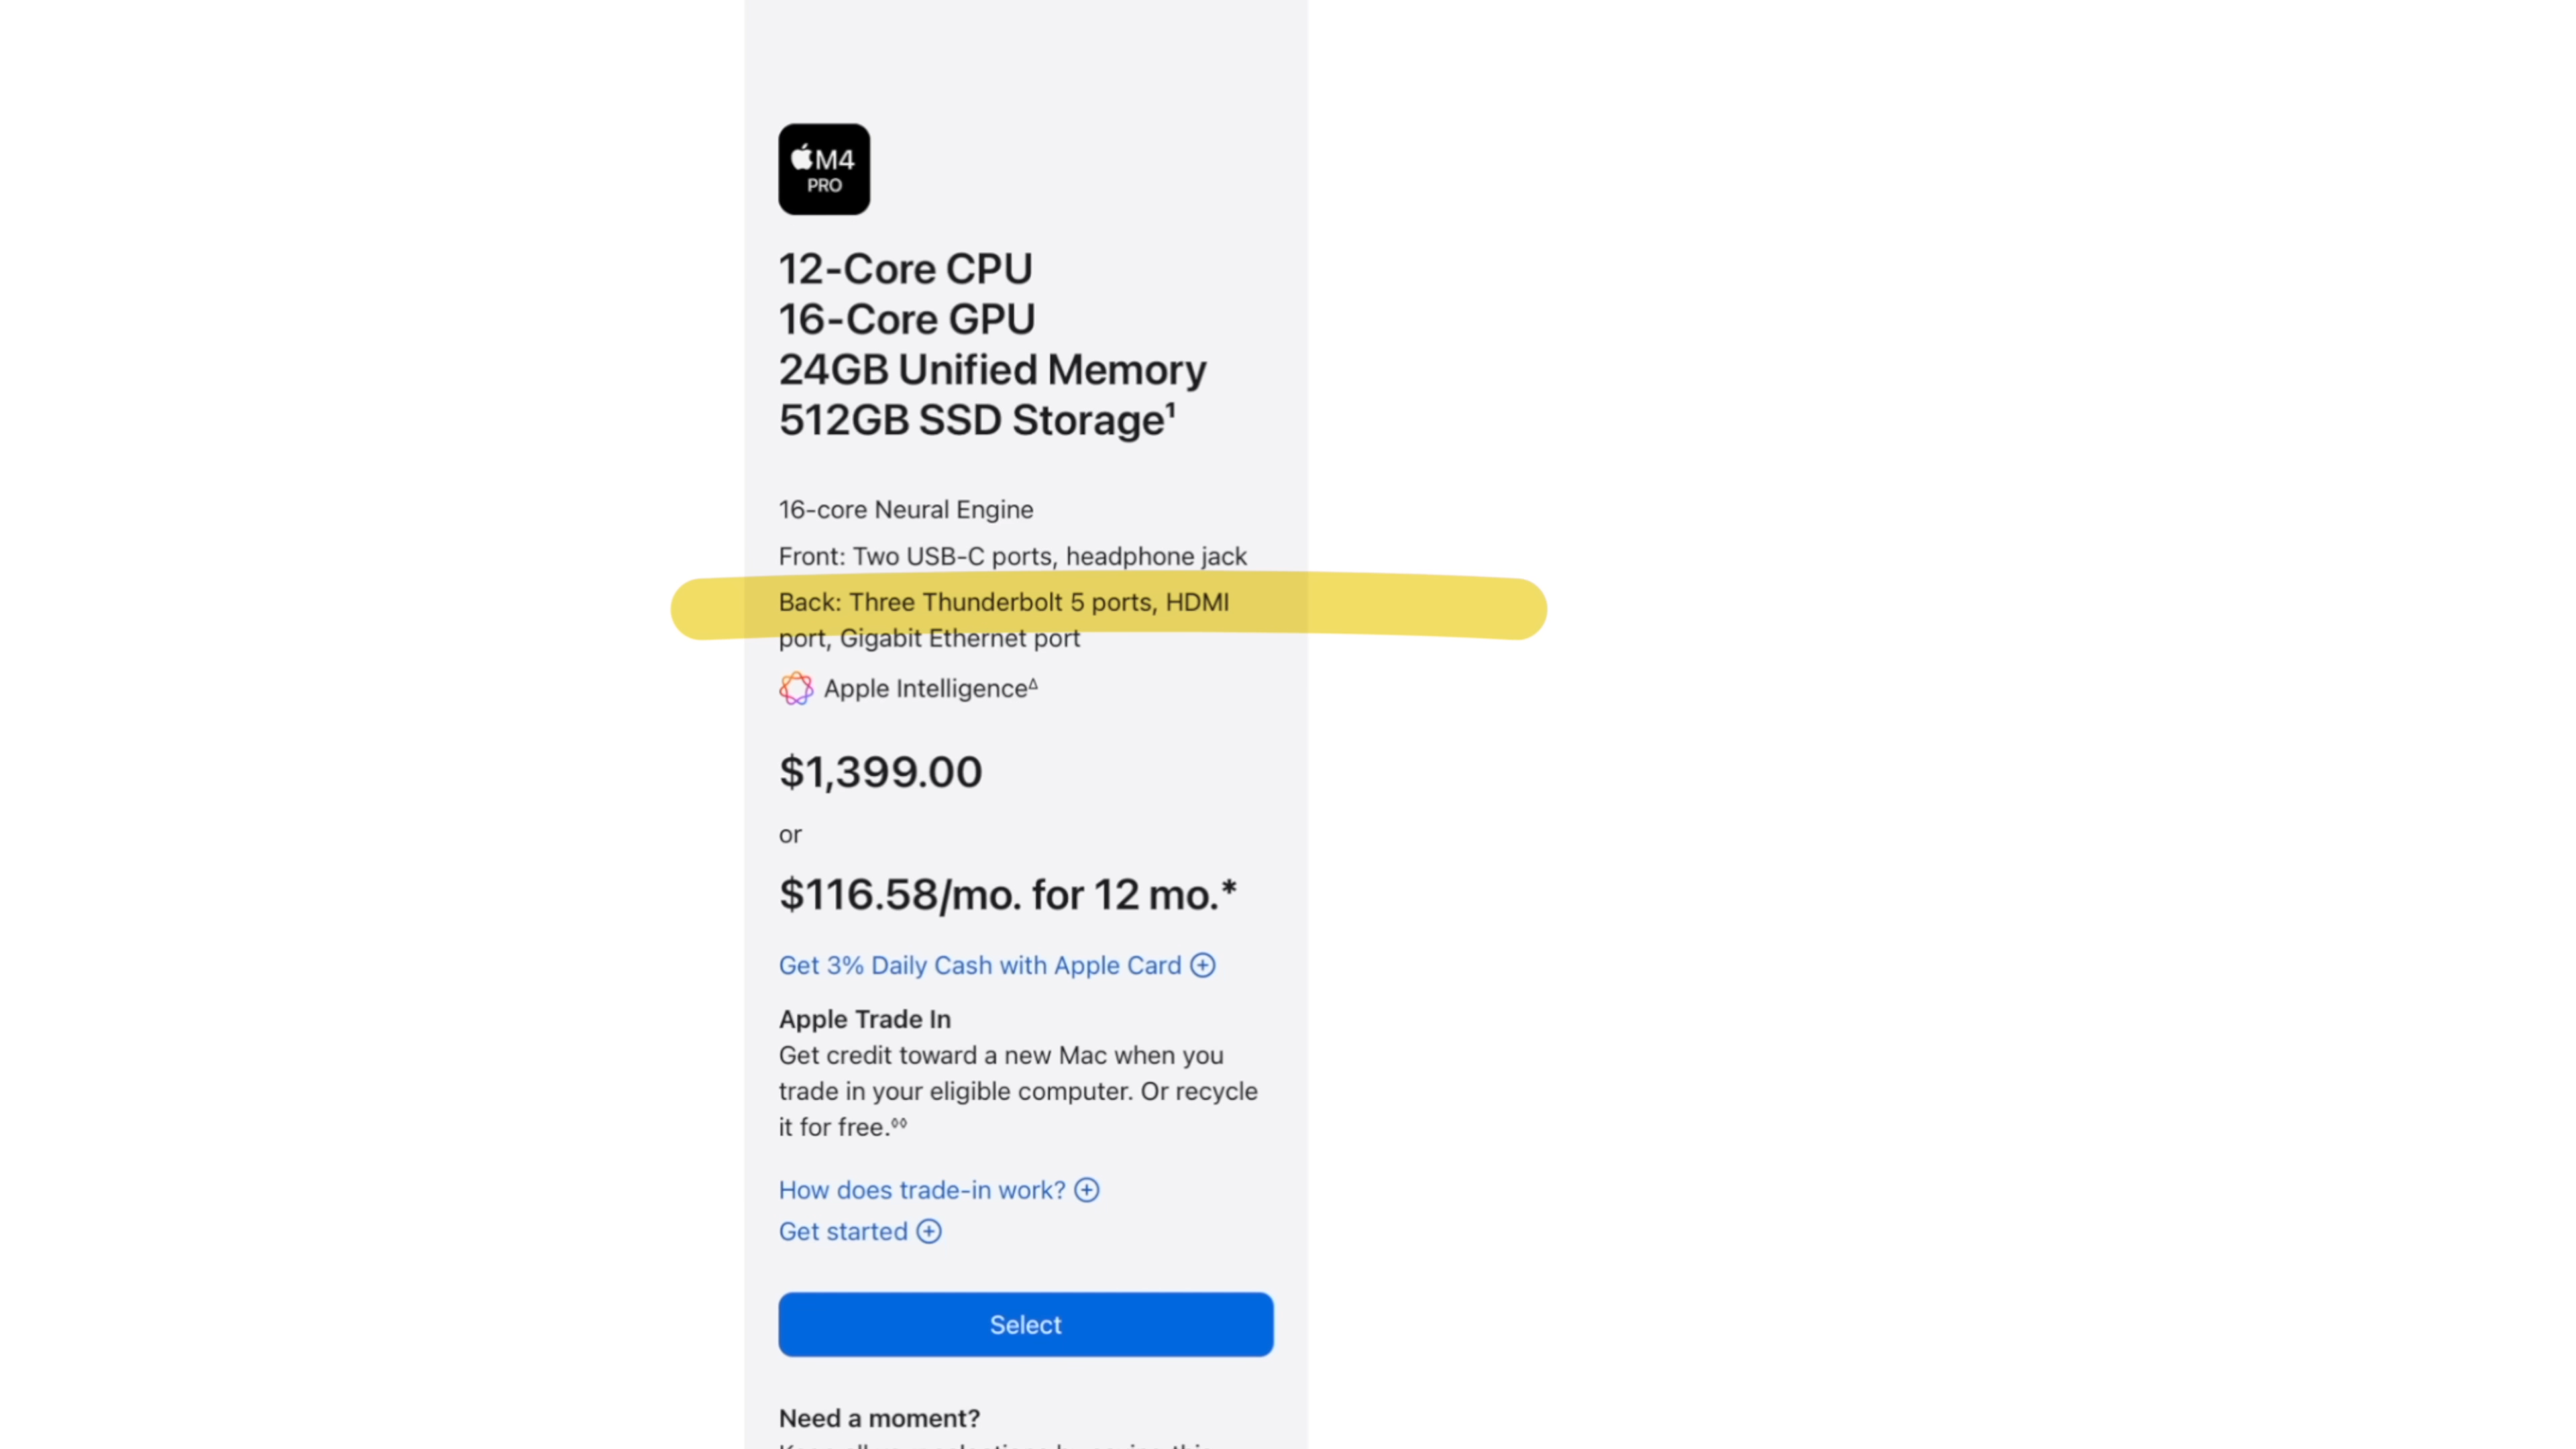 M4
PRO
12-Core CPU
16-Core GPU
24GB Unified Memory
512GB SSD Storage¹
16-core Neural Engine
Front: Two USB-C ports, headphone jack
Back: Three Thunderbolt 5 ports, HDMI
port, Gigabit Ethernet port
Apple Intelligence∆
$1,399.00
or
$116.58/mo. for 12 mo.*
Get 3% Daily Cash with Apple Card
Apple Trade In
Get credit toward a new Mac when you
trade in your eligible computer. Or recycle
it for free.◊◊
How does trade-in work?
Get started
Select
Need a moment?